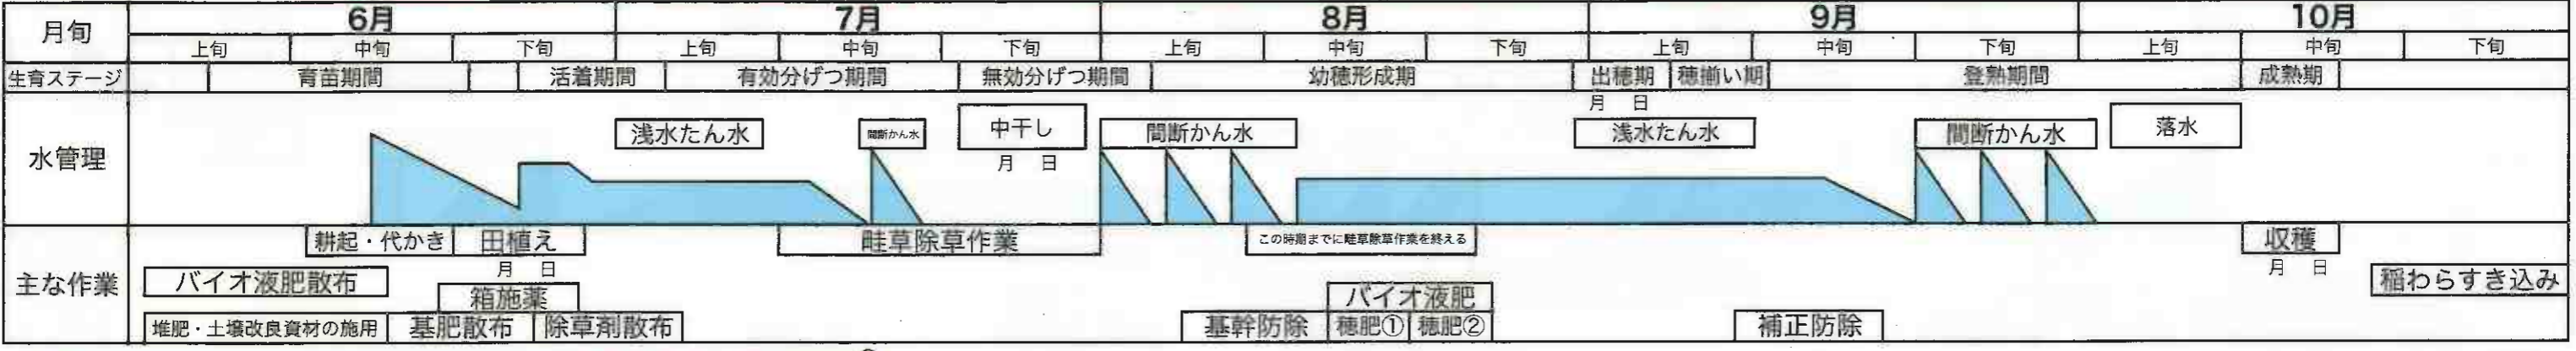 月旬 6月 7月 8月 9月 10月
上旬 中旬 下旬 上旬 中旬 下旬 上旬 中旬 下旬 上旬 中旬 下旬 上旬 中旬 下旬
生育ステージ 育苗期間 活着期間 有効分げつ期間 無効分げつ期間 幼穂形成期 出穂期 穂揃い期 登熟期間 成熟期
月 日
水管理 浅水たん水 間断かん水 中干し 間断かん水 浅水たん水 間断かん水 落水
月 日
耕起・代かき 田植え 畦草除草作業 この時期までに畦草除草作業を終える 収穫
月 日 月 日
主な作業 バイオ液肥散布 稲わらすき込み
箱施薬 バイオ液肥
堆肥・土壌改良資材の施用 基肥散布 除草剤散布 基幹防除 穂肥① 穂肥② 補正防除